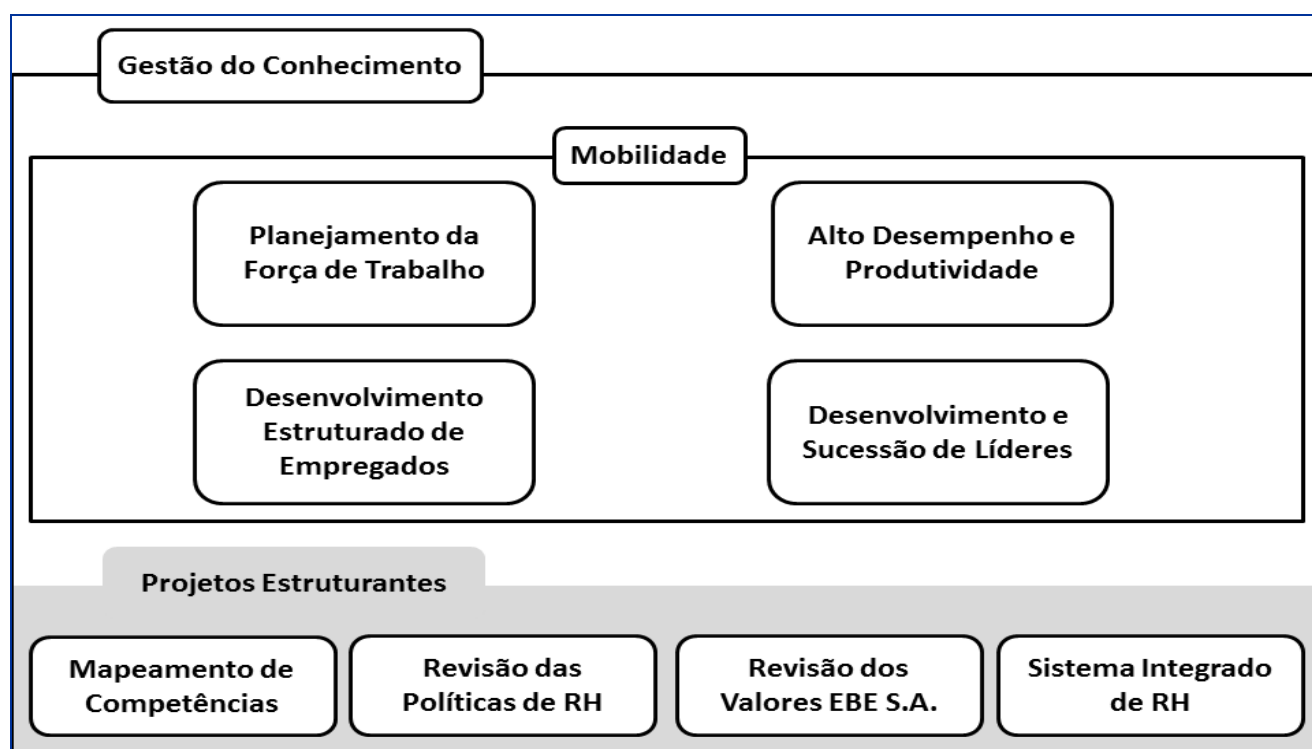 Gestão do Conhecimento
Mobilidade
Planejamento da
Força de Trabalho
Alto Desempenho e
Produtividade
Desenvolvimento
Estruturado de
Empregados
Desenvolvimento e
Sucessão de Líderes
Projetos Estruturantes
Mapeamento de
Competências
Revisão das
Políticas de RH
Revisão dos
Valores EBE S.A.
Sistema Integrado
de RH